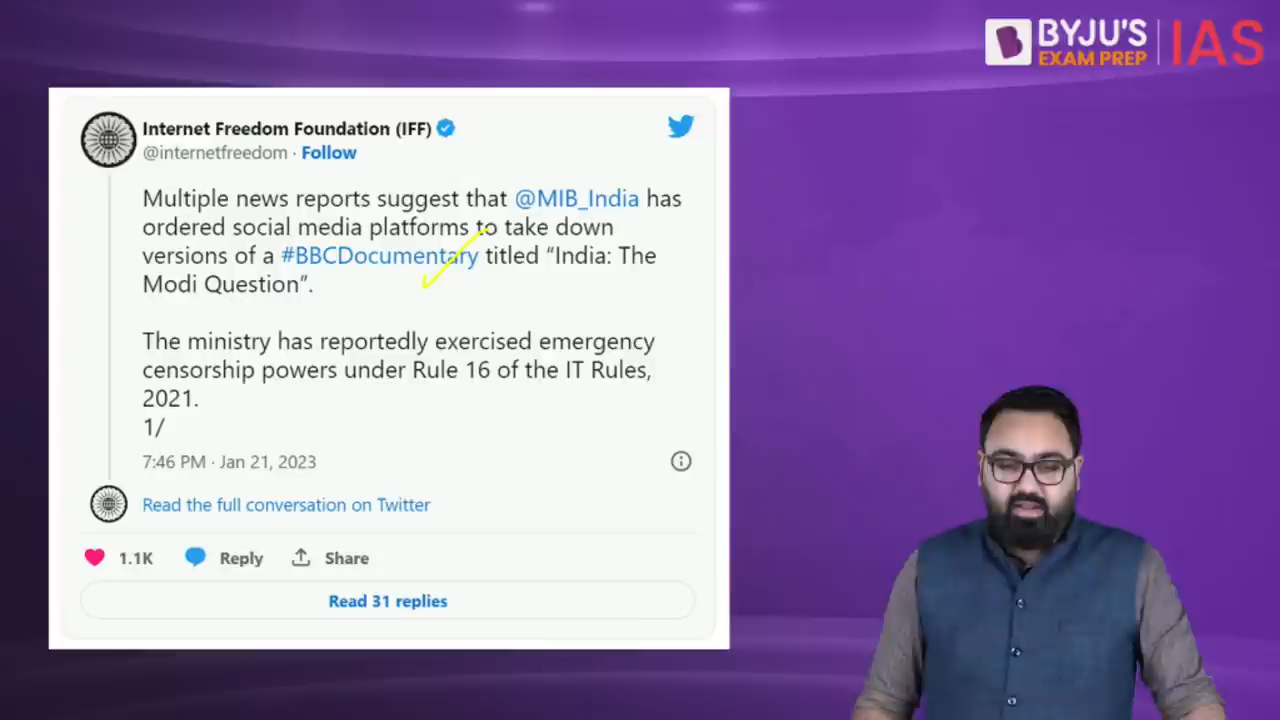 BYJU'S
EXAM PREP
IAS
Internet Freedom Foundation (IFF)
@internetfreedom · Follow
Multiple news reports suggest that @MIB_India has
ordered social media platforms to take down
versions of a #BBCDocumentary titled “India: The
Modi Question”.
The ministry has reportedly exercised emergency
censorship powers under Rule 16 of the IT Rules,
2021.
1/
7:46 PM · Jan 21, 2023
Read the full conversation on Twitter
1.1K Reply Share
Read 31 replies